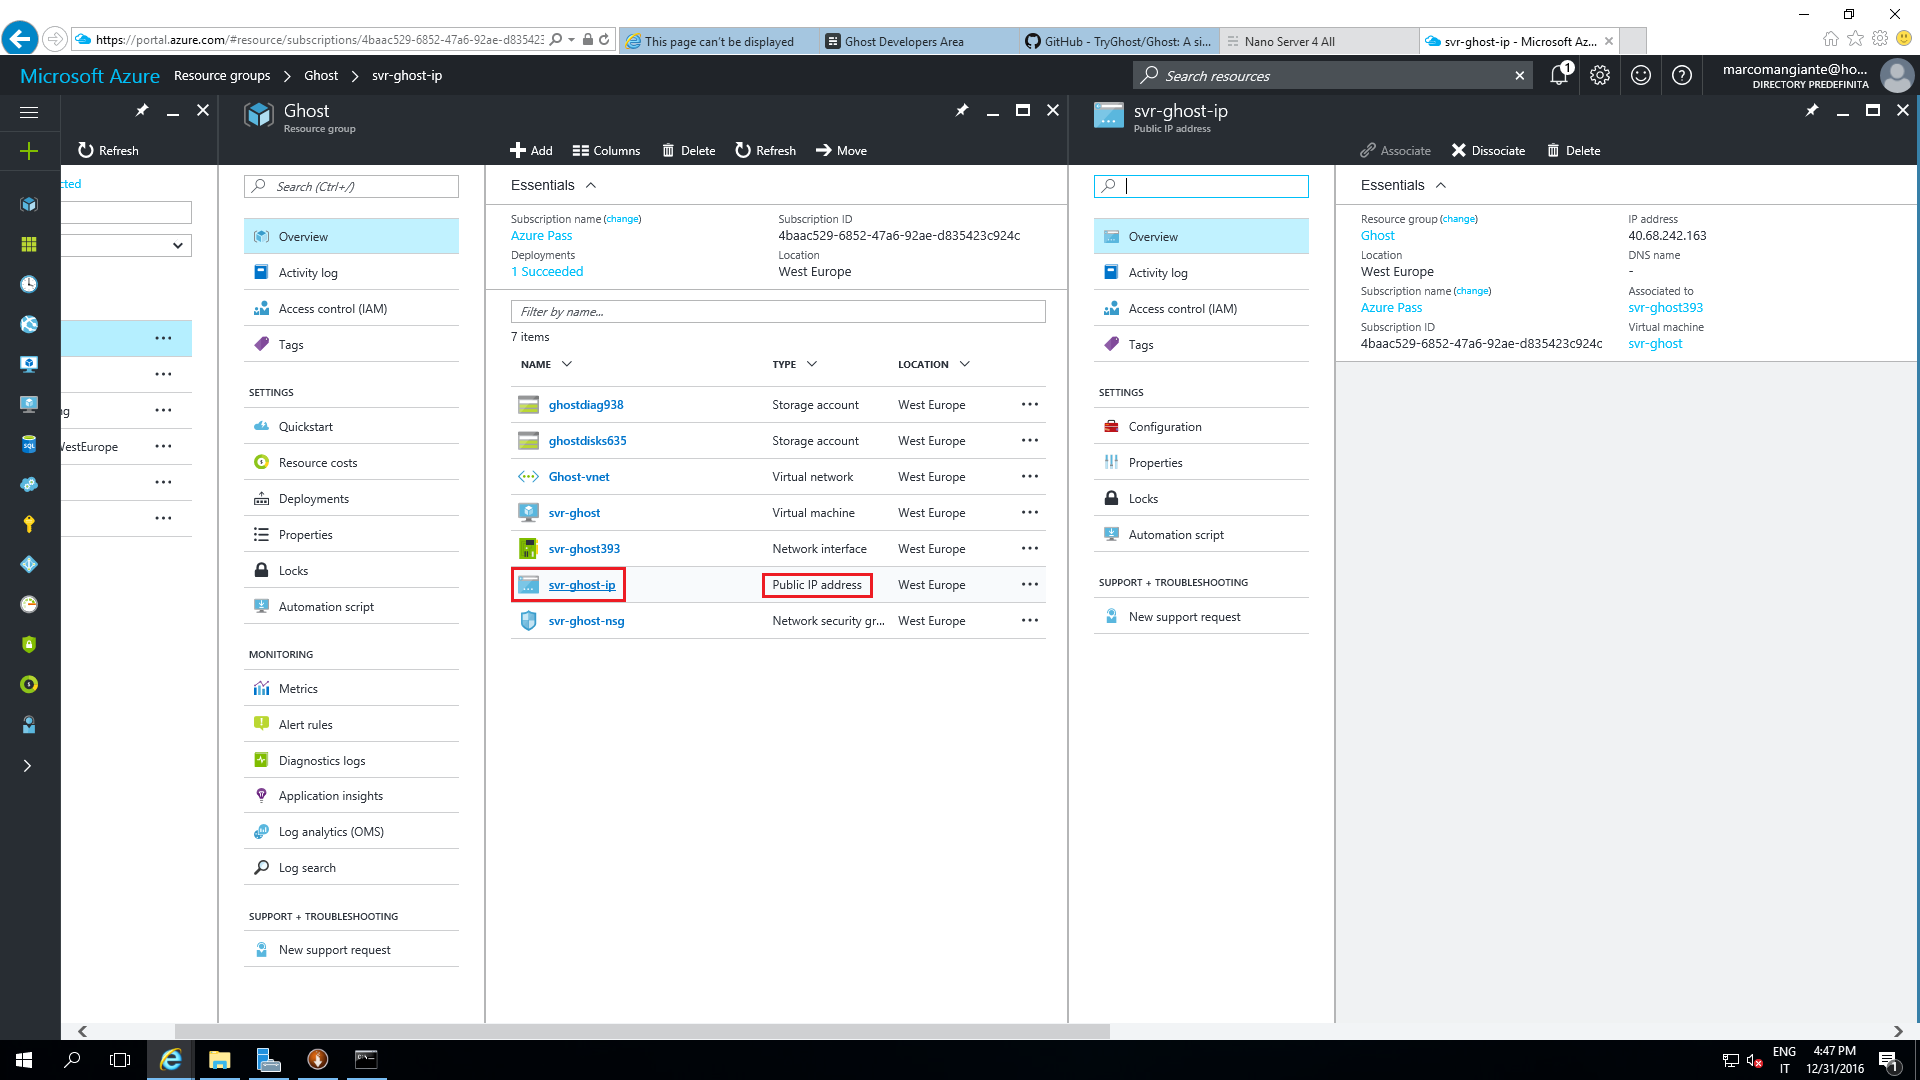 https://portal.azure.com/#resource/subscriptions/4baac529-6852-47a6-92ae-d835423
This page can't be displayed
Ghost Developers Area
GitHub - TryGhost/Ghost: A si...
Nano Server 4 All
svr-ghost-ip - Microsoft Az...
Microsoft Azure
Resource groups
Ghost
svr-ghost-ip
Search resources
1
marcomangiante@ho...
DIRECTORY PREDEFINITA
Refresh
cted
ng
WestEurope
Ghost
Resource group
Add
Columns
Delete
Refresh
Move
Search (Ctrl+/)
Overview
Activity log
Access control (IAM)
Tags
SETTINGS
Quickstart
Resource costs
Deployments
Properties
Locks
Automation script
MONITORING
Metrics
Alert rules
Diagnostics logs
Application insights
Log analytics (OMS)
Log search
SUPPORT + TROUBLESHOOTING
New support request
Essentials
Subscription name (change)
Azure Pass
Deployments
1 Succeeded
Subscription ID
4baac529-6852-47a6-92ae-d835423c924c
Location
West Europe
Filter by name...
7 items
NAME TYPE LOCATION
ghostdiag938 Storage account West Europe
ghostdisks635 Storage account West Europe
Ghost-vnet Virtual network West Europe
svr-ghost Virtual machine West Europe
svr-ghost393 Network interface West Europe
svr-ghost-ip Public IP address West Europe
svr-ghost-nsg Network security gr... West Europe
svr-ghost-ip
Public IP address
Associate
Dissociate
Delete
Overview
Activity log
Access control (IAM)
Tags
SETTINGS
Configuration
Properties
Locks
Automation script
SUPPORT + TROUBLESHOOTING
New support request
Essentials
Resource group (change)
Ghost
Location
West Europe
Subscription name (change)
Azure Pass
Subscription ID
4baac529-6852-47a6-92ae-d835423c924c
IP address
40.68.242.163
DNS name
-
Associated to
svr-ghost393
Virtual machine
svr-ghost
SQL
ENG
IT
4:47 PM
12/31/2016
1